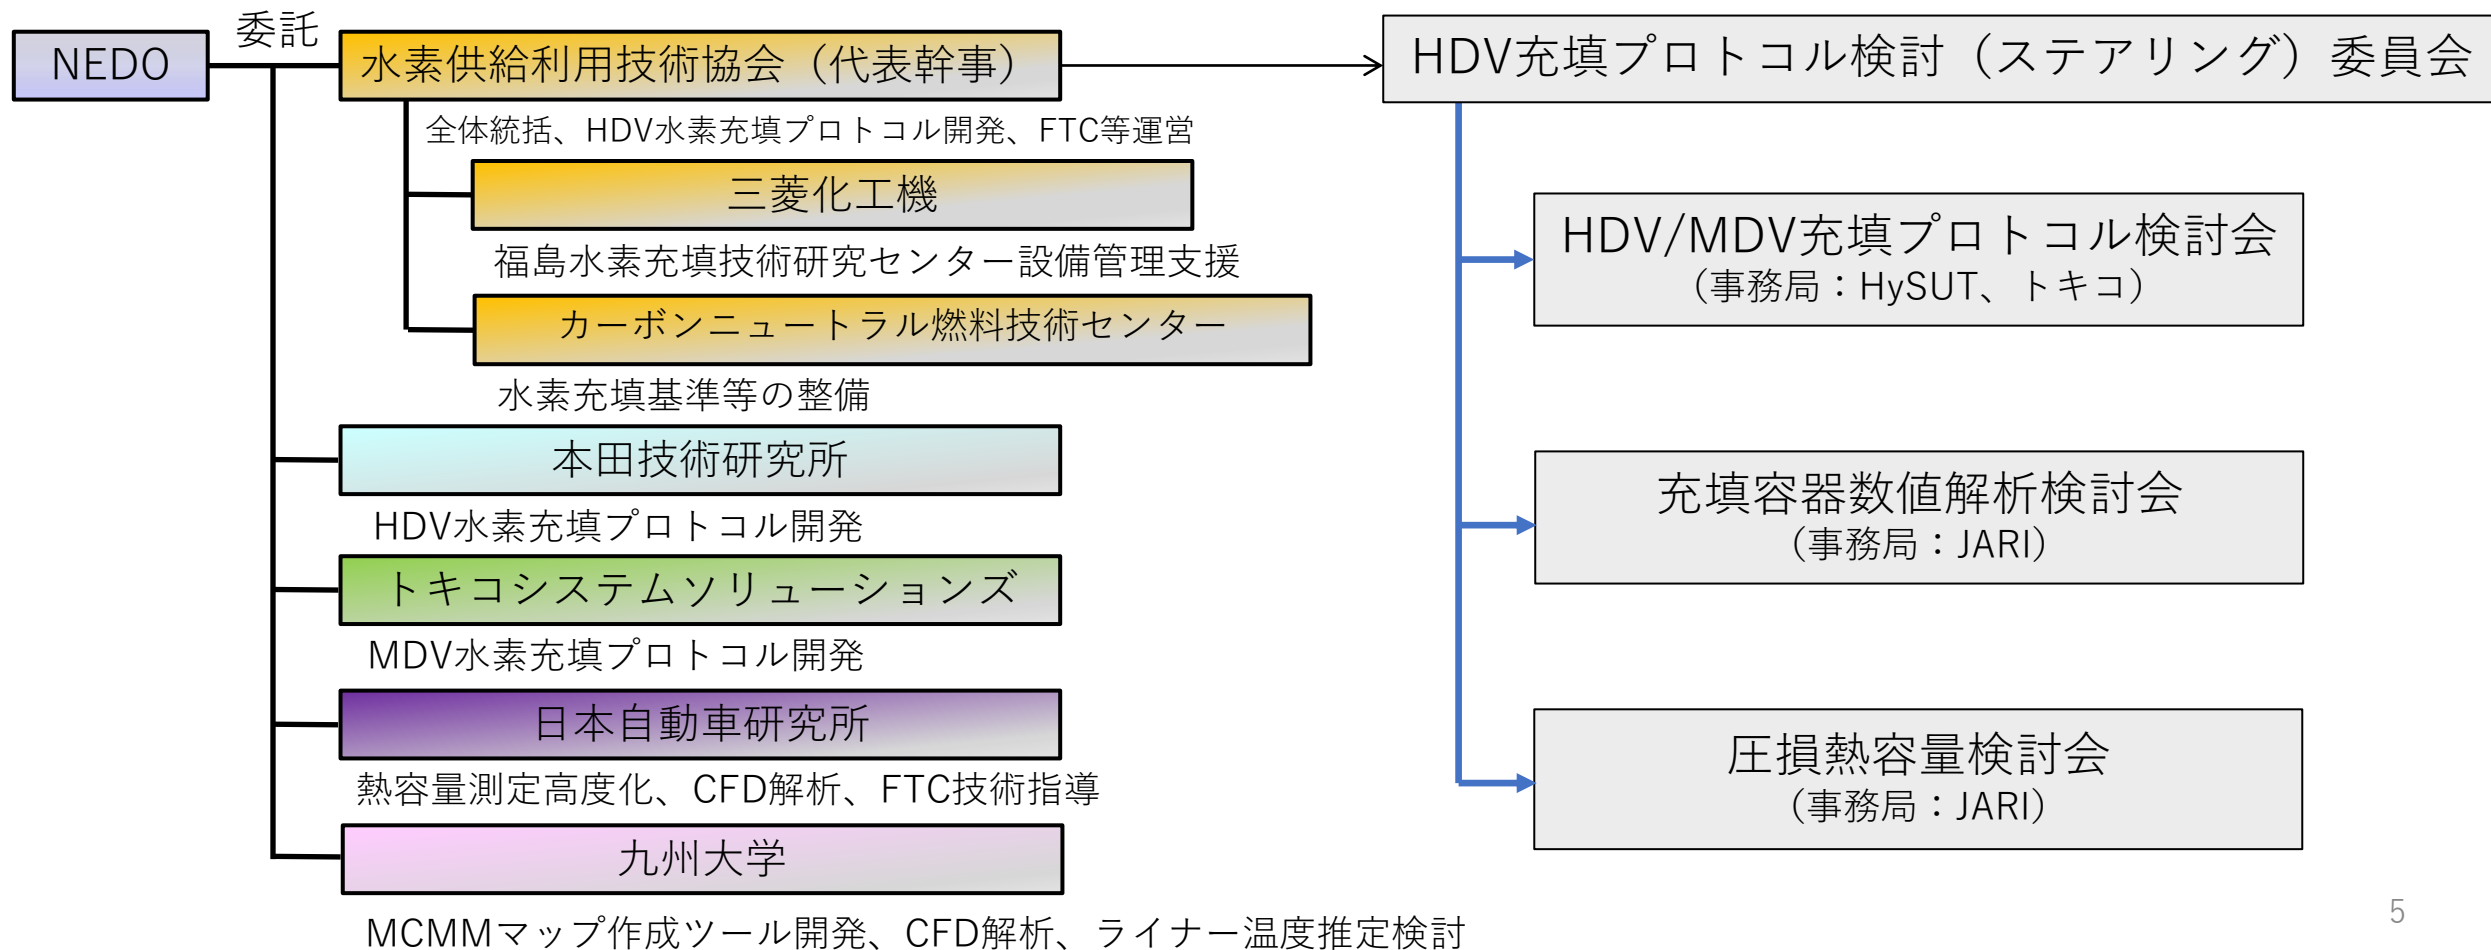 委託
NEDO
水素供給利用技術協会（代表幹事）
全体統括、HDV水素充填プロトコル開発、FTC等運営
三菱化工機
福島水素充填技術研究センター設備管理支援
カーボンニュートラル燃料技術センター
水素充填基準等の整備
本田技術研究所
HDV水素充填プロトコル開発
トキコシステムソリューションズ
MDV水素充填プロトコル開発
日本自動車研究所
熱容量測定高度化、CFD解析、FTC技術指導
九州大学
MCMMマップ作成ツール開発、CFD解析、ライナー温度推定検討
HDV充填プロトコル検討（ステアリング）委員会
HDV/MDV充填プロトコル検討会
（事務局：HySUT、トキコ）
充填容器数値解析検討会
（事務局：JARI）
圧損熱容量検討会
（事務局：JARI）
5